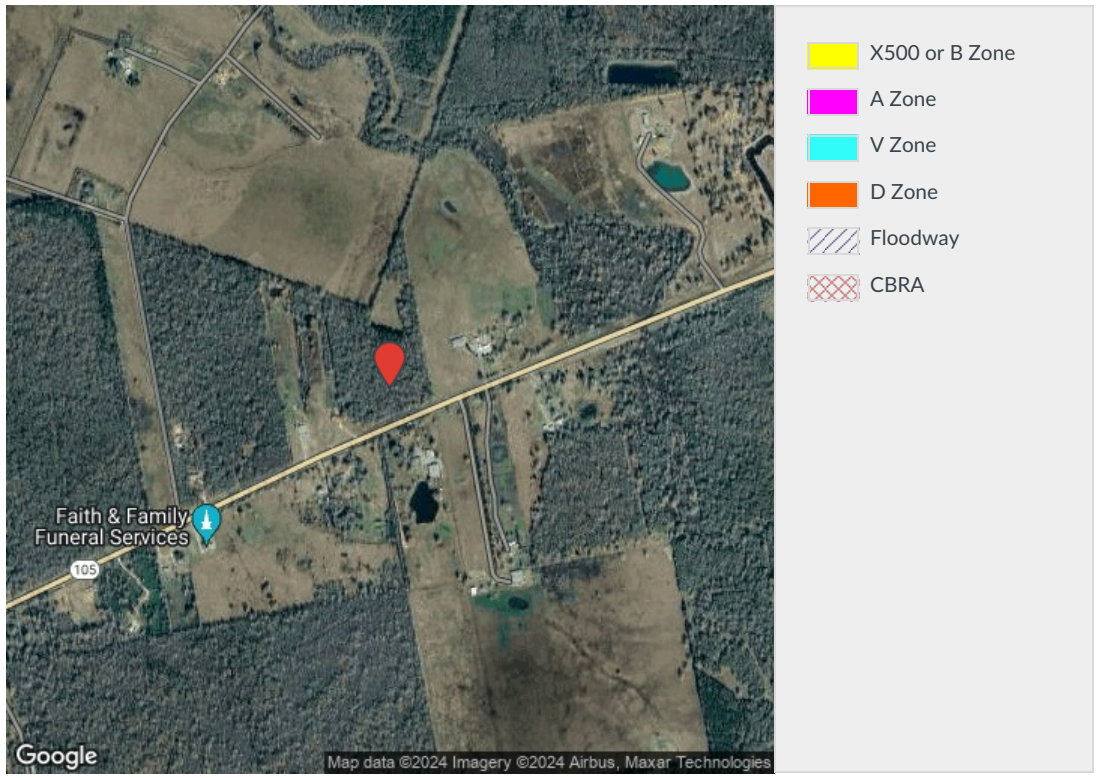 X500 or B Zone
A Zone
V Zone
D Zone
Floodway
CBRA
Faith & Family
Funeral Services
105
Google
Map data ©2024 Imagery ©2024 Airbus, Maxar Technologies